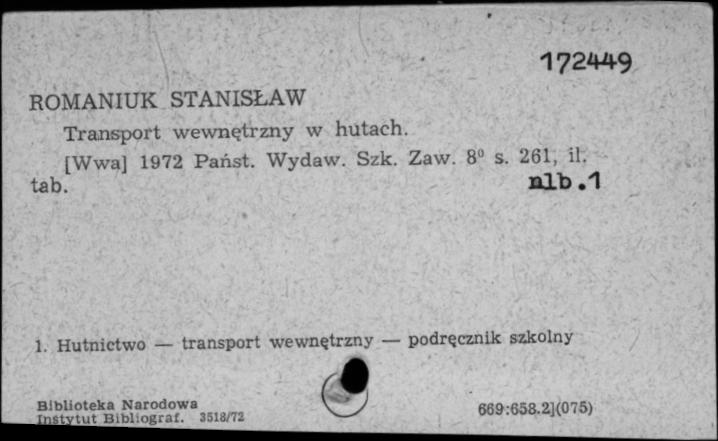 172449
ROMANIUK STANISŁAW
Transport wewnętrzny w hutach.
[Wwa] 1972 Państ. Wydaw. Szk. Zaw. 8⁰ s. 261, il.
tab.
nlb.1
1. Hutnictwo — transport wewnętrzny — podręcznik szkolny
Biblioteka Narodowa
Instytut Bibliograf. 3518/72
669:658.2](075)